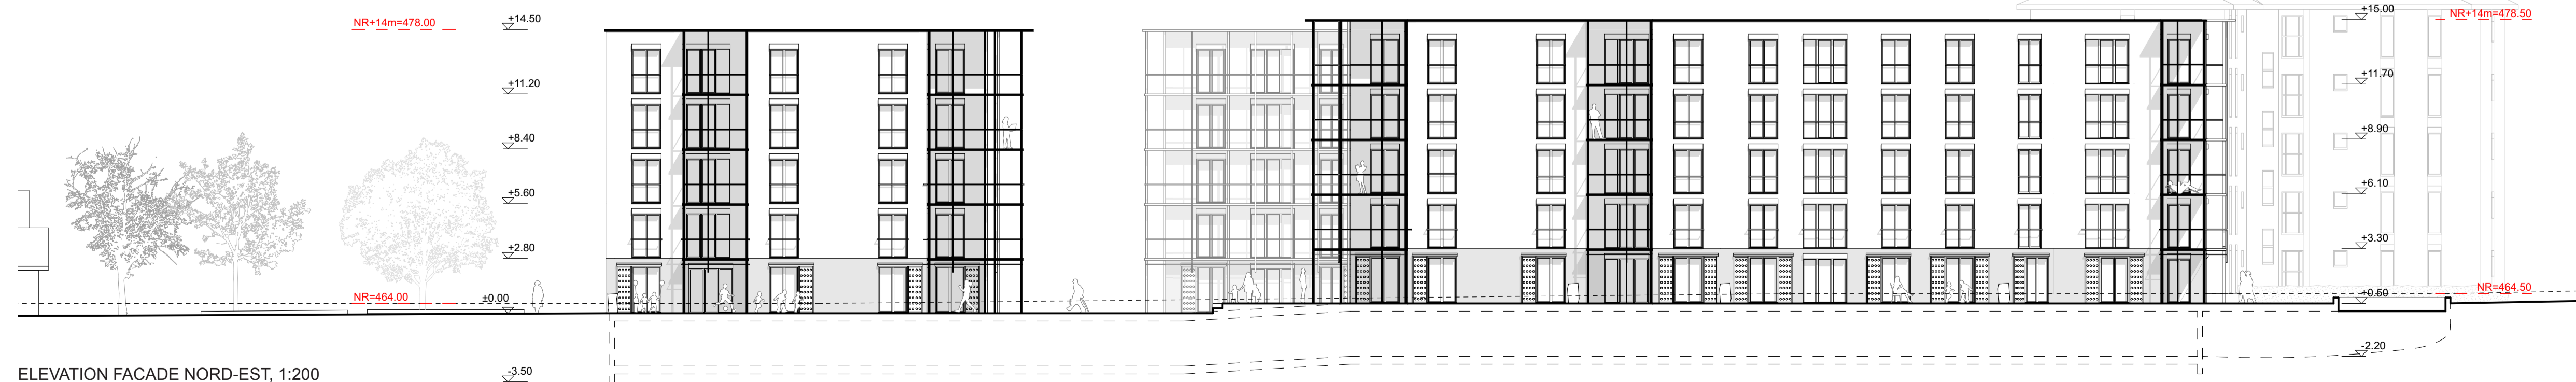 NR+14m=478.00
+14.50
+11.20
+8.40
+5.60
+2.80
NR=464.00
±0.00
-3.50
+15.00
NR+14m=478.50
+11.70
+8.90
+6.10
+3.30
+0.50
NR=464.50
-2.20
ELEVATION FACADE NORD-EST, 1:200